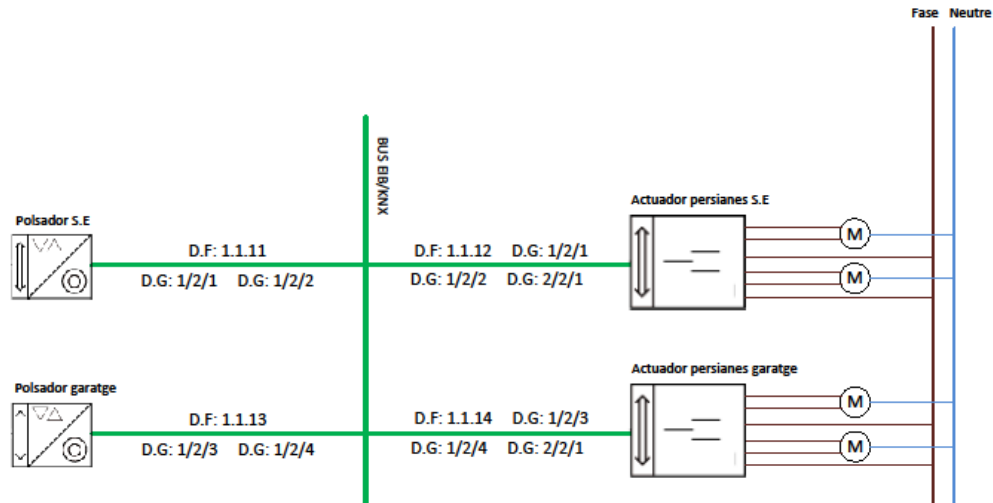 Fase Neutre
BUS EIB/KNX
Polsador S.E
Actuador persianes S.E
D.F: 1.1.11
D.G: 1/2/1 D.G: 1/2/2
D.F: 1.1.12 D.G: 1/2/1
D.G: 1/2/2 D.G: 2/2/1
M
M
Polsador garatge
Actuador persianes garatge
C
D.F: 1.1.13
D.G: 1/2/3 D.G: 1/2/4
D.F: 1.1.14 D.G: 1/2/3
D.G: 1/2/4 D.G: 2/2/1
M
M